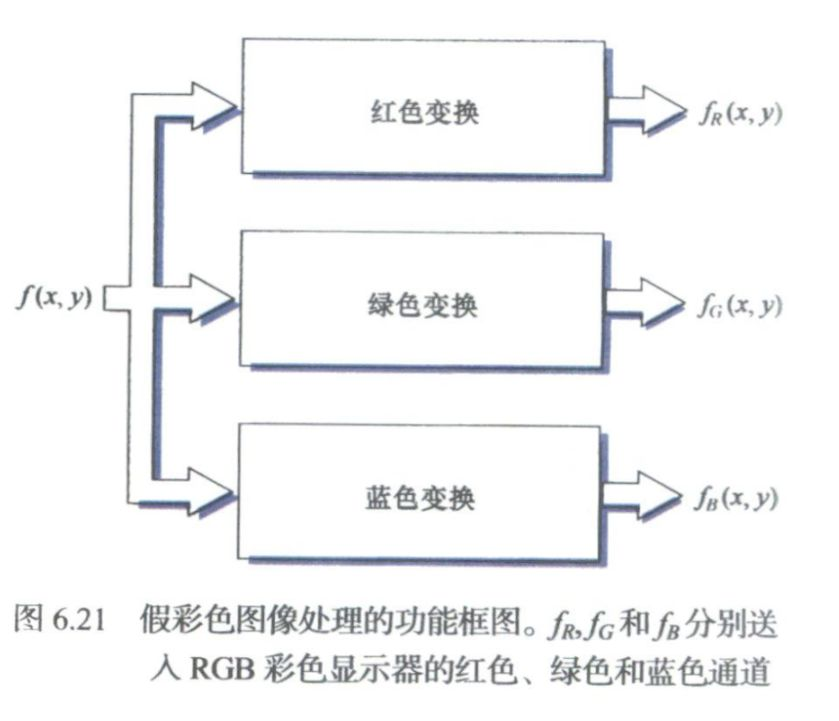 红色变换
f_R(x, y)
f(x, y)
绿色变换
f_G(x, y)
蓝色变换
f_B(x, y)
图 6.21 假彩色图像处理的功能框图。f_R, f_G 和 f_B 分别送
入 RGB 彩色显示器的红色、绿色和蓝色通道